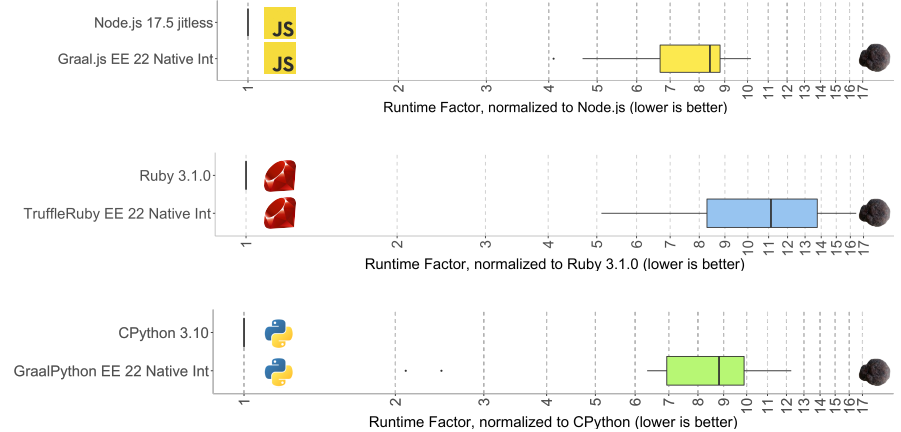 Node.js 17.5 jitless
JS
Graal.js EE 22 Native Int
JS
1 2 3 4 5 6 7 8 9 10 11 12 13 14 15 16 17
Runtime Factor, normalized to Node.js (lower is better)
Ruby 3.1.0
TruffleRuby EE 22 Native Int
1 2 3 4 5 6 7 8 9 10 11 12 13 14 15 16 17
Runtime Factor, normalized to Ruby 3.1.0 (lower is better)
CPython 3.10
GraalPython EE 22 Native Int
1 2 3 4 5 6 7 8 9 10 11 12 13 14 15 16 17
Runtime Factor, normalized to CPython (lower is better)